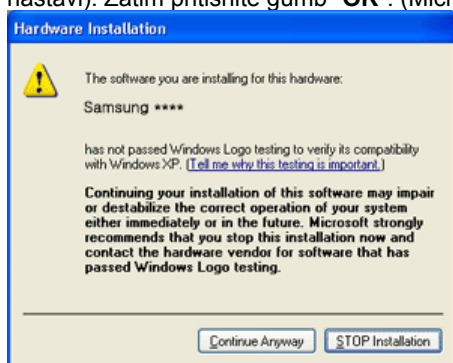 nastavi). Zatim pritisnite gumb "OK". (Mic
Hardware Installation
The software you are installing for this hardware:
Samsung ****
has not passed Windows Logo testing to verify its compatibility
with Windows XP. (Tell me why this testing is important.)
Continuing your installation of this software may impair
or destabilize the correct operation of your system
either immediately or in the future. Microsoft strongly
recommends that you stop this installation now and
contact the hardware vendor for software that has
passed Windows Logo testing.
Continue Anyway
STOP Installation